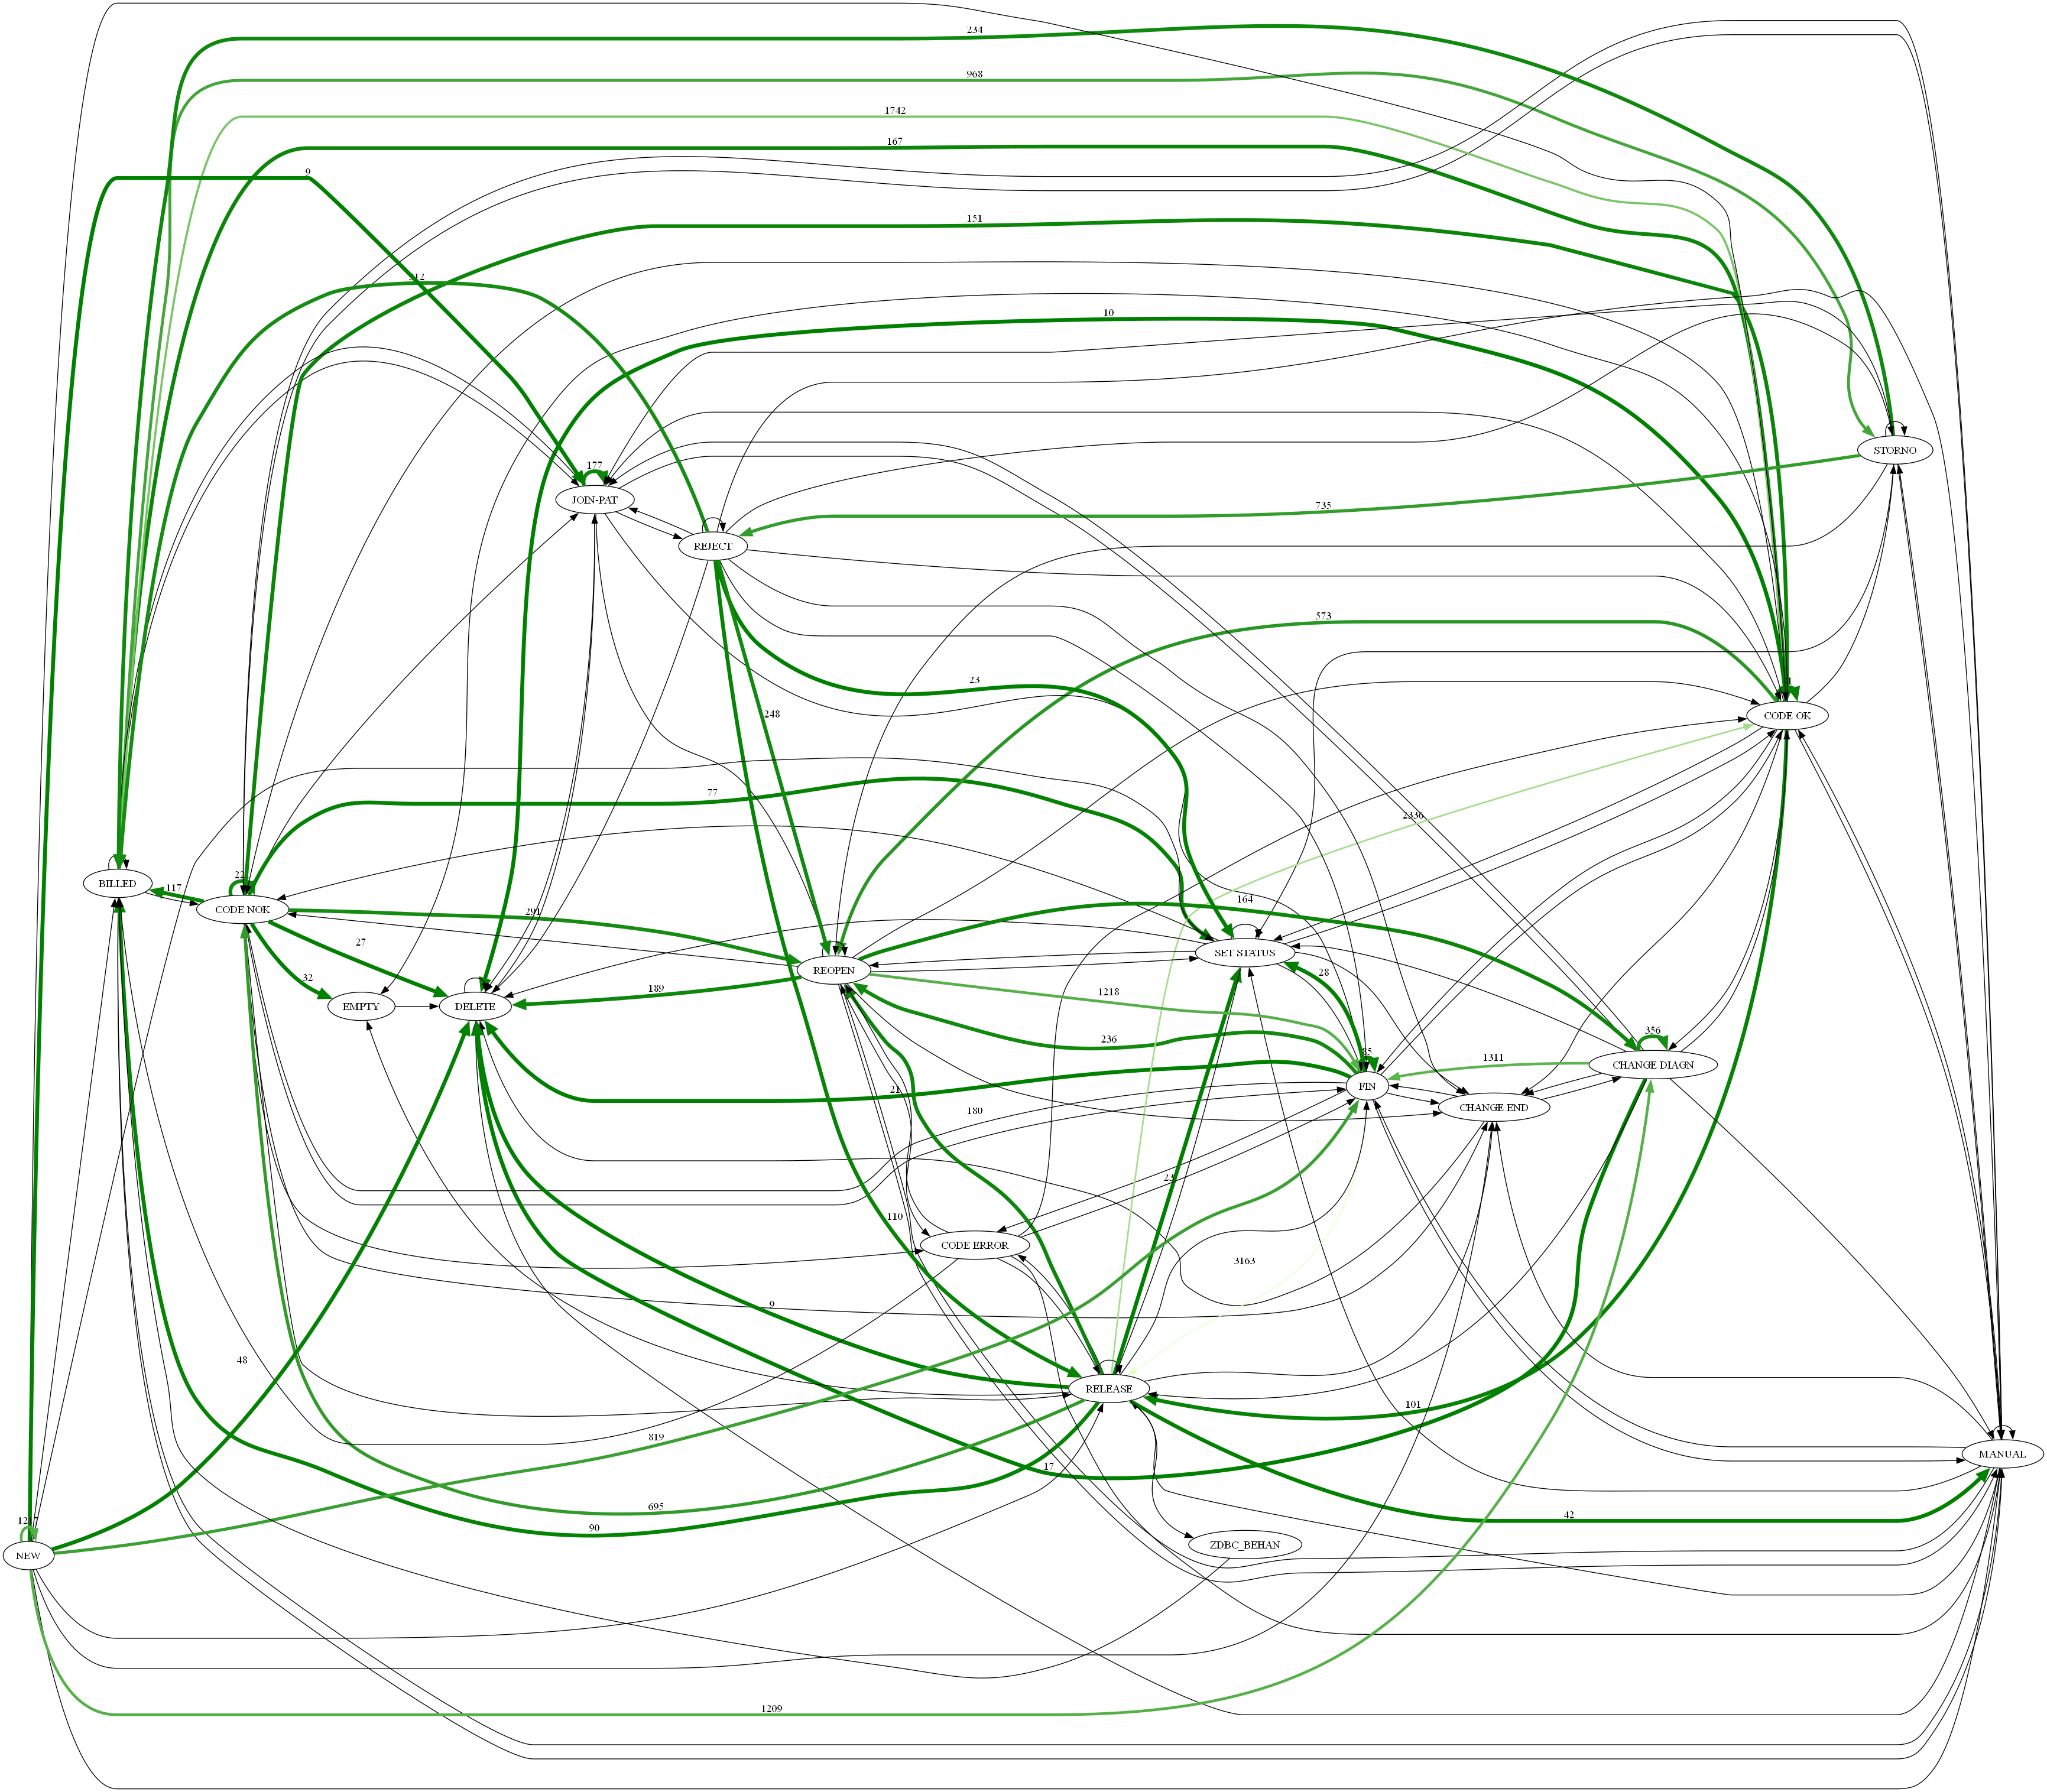 234
968
1742
167
9
151
212
10
177
STORNO
JOIN-PAT
735
REJECT
573
23
248
CODE OK
77
2336
BILLED
117
CODE NOK
291
164
27
SET STATUS
REOPEN
28
32
189
1218
EMPTY
DELETE
356
236
1311
CHANGE DIAGN
FIN
21
180
CHANGE END
23
110
CODE ERROR
3163
9
RELEASE
48
101
819
17
MANUAL
695
42
90
1217
ZDBC_BEHAN
NEW
1209